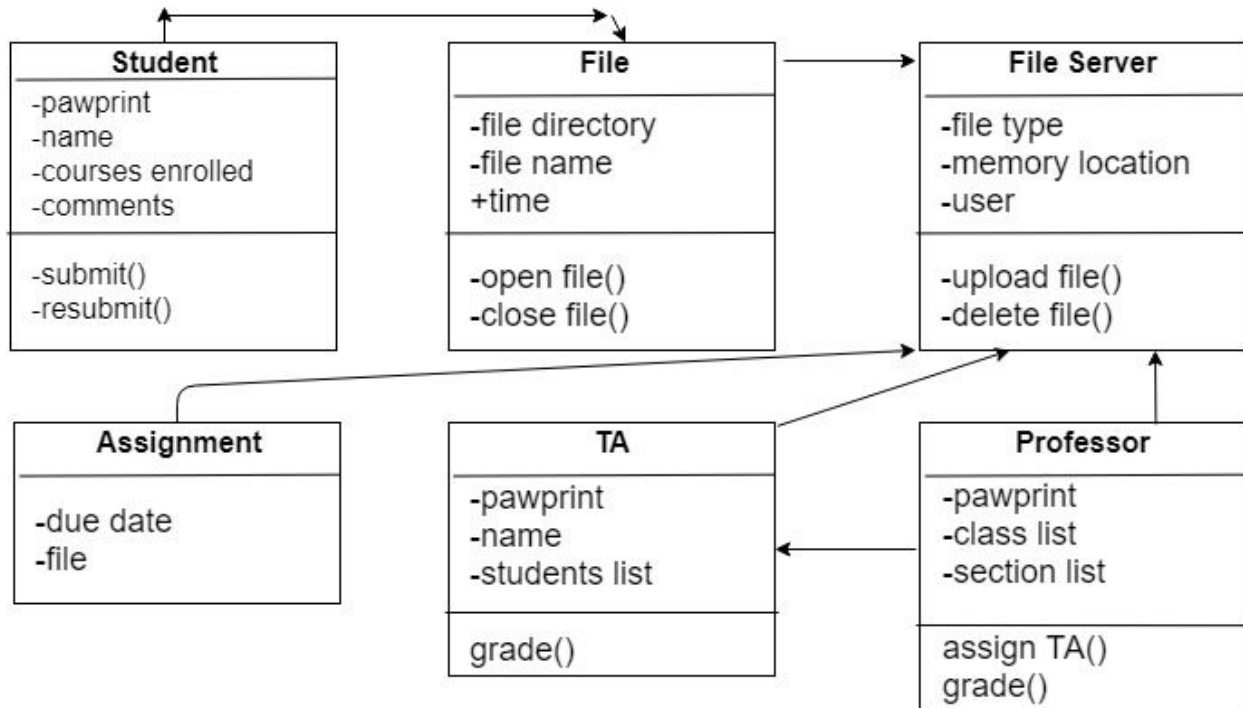 Student
-pawprint
-name
-courses enrolled
-comments
-submit()
-resubmit()
File
-file directory
-file name
+time
-open file()
-close file()
File Server
-file type
-memory location
-user
-upload file()
-delete file()
Assignment
-due date
-file
TA
-pawprint
-name
-students list
grade()
Professor
-pawprint
-class list
-section list
assign TA()
grade()